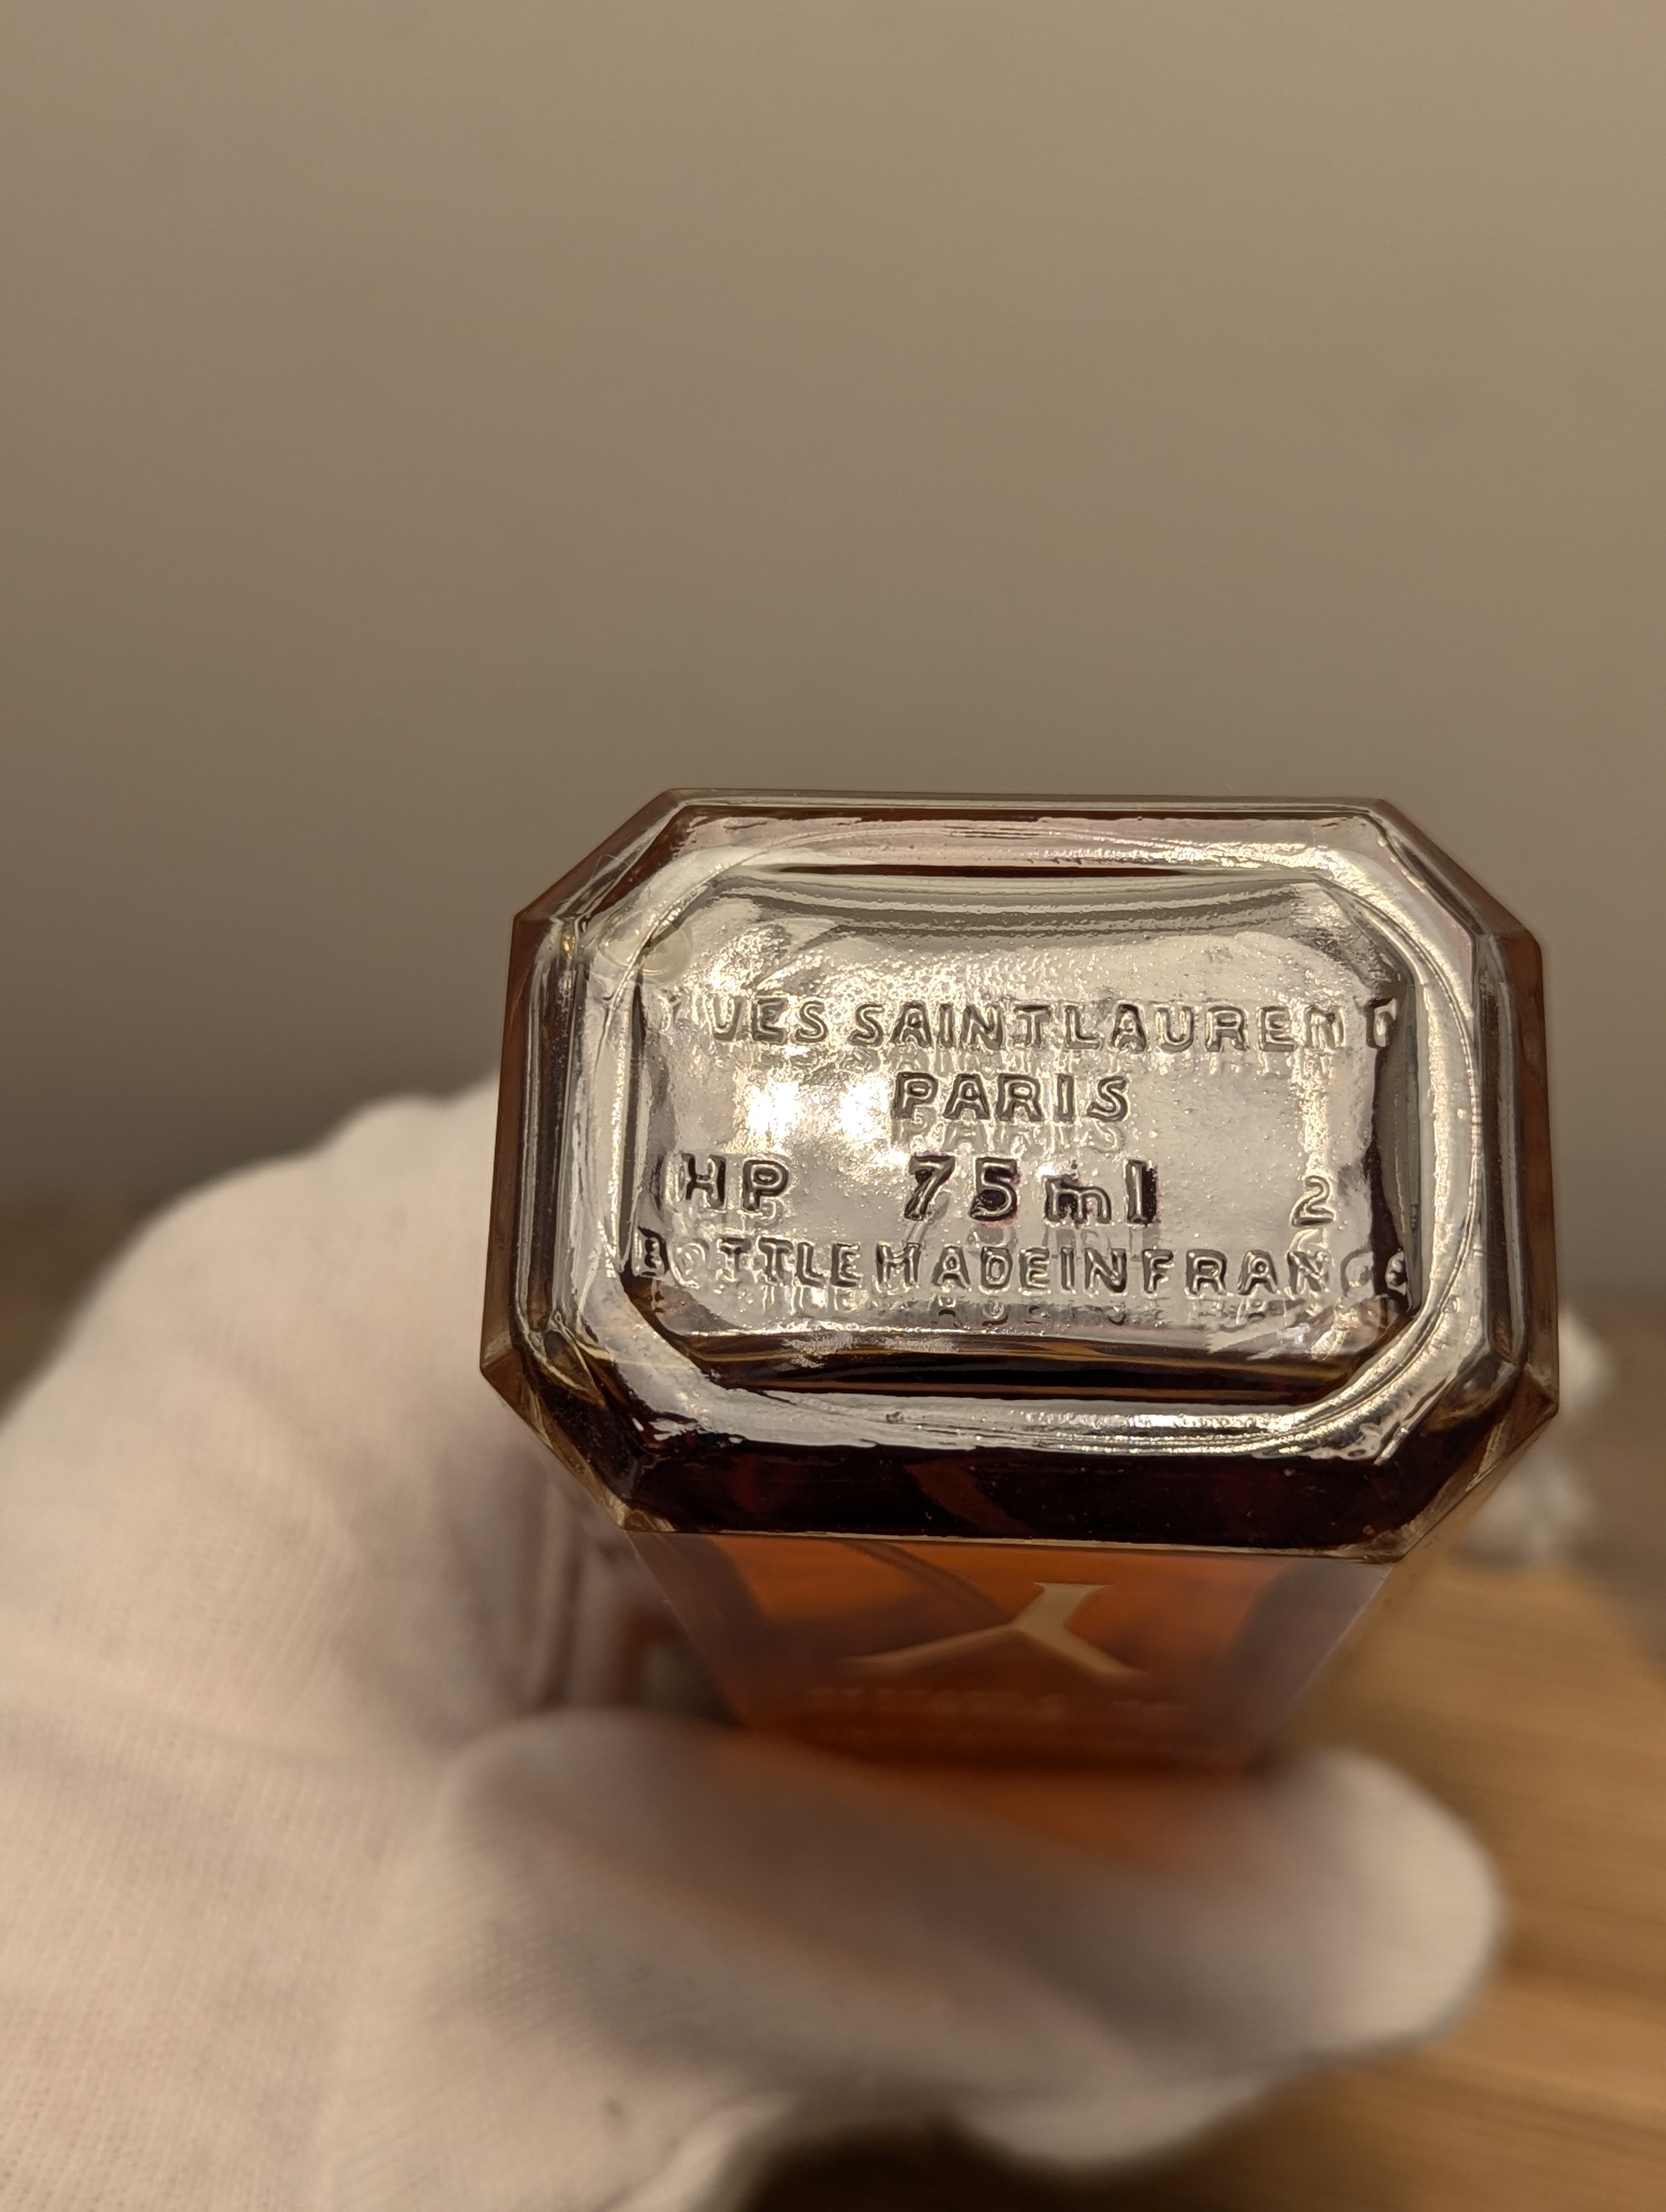 YVES SAINT LAURENT
PARIS
HP 75 ml 2
BOTTLE MADE IN FRANCE
Y